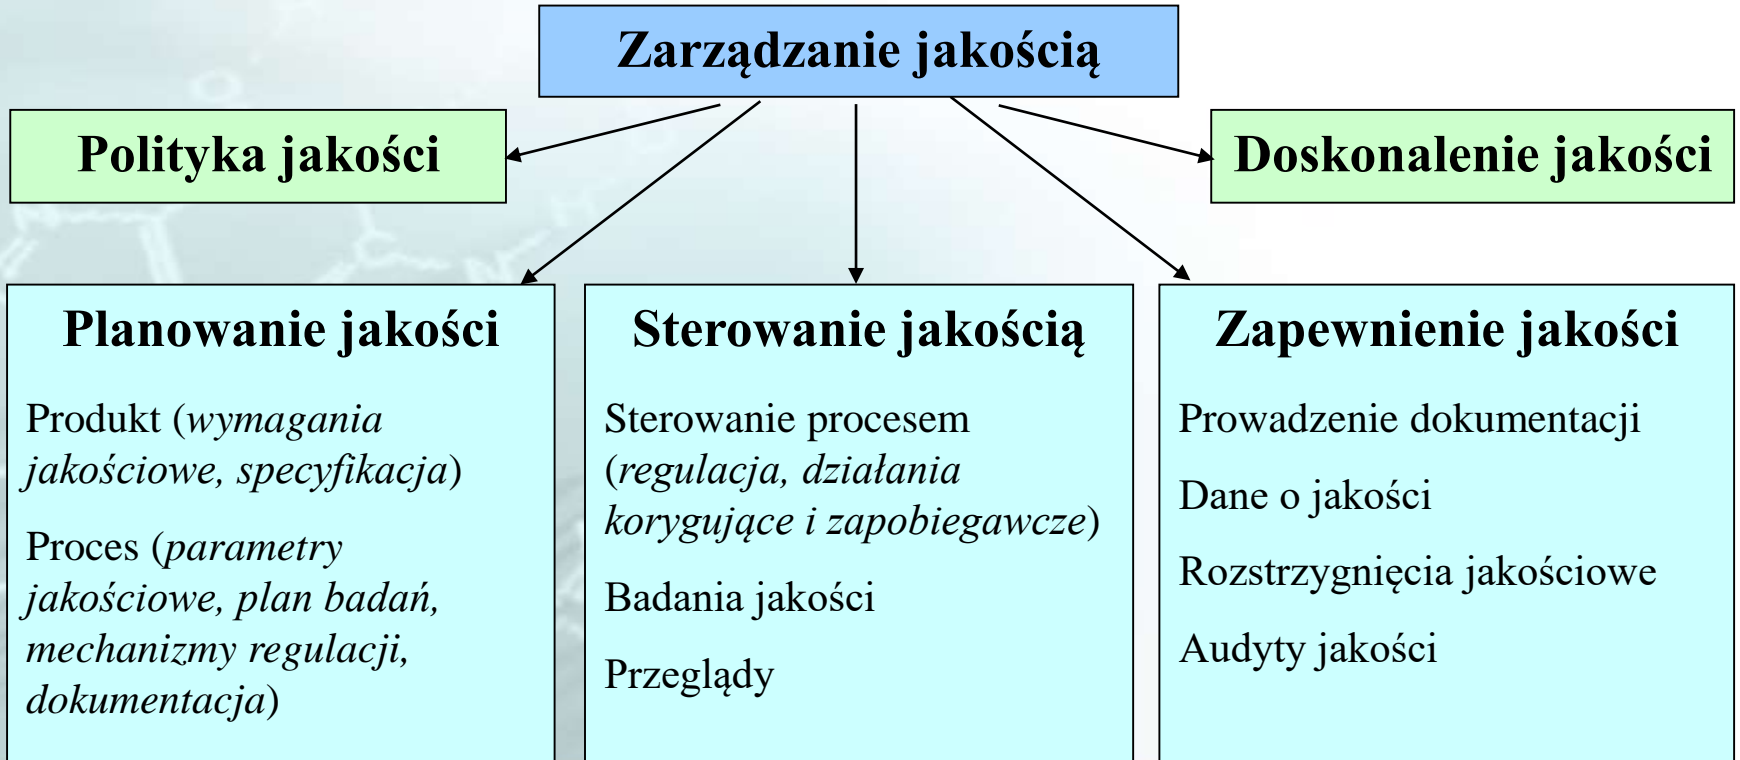 Zarządzanie jakością
Polityka jakości
Doskonalenie jakości
Planowanie jakości
Produkt (wymagania
jakościowe, specyfikacja)
Proces (parametry
jakościowe, plan badań,
mechanizmy regulacji,
dokumentacja)
Sterowanie jakością
Sterowanie procesem
(regulacja, działania
korygujące i zapobiegawcze)
Badania jakości
Przeglądy
Zapewnienie jakości
Prowadzenie dokumentacji
Dane o jakości
Rozstrzygnięcia jakościowe
Audyty jakości